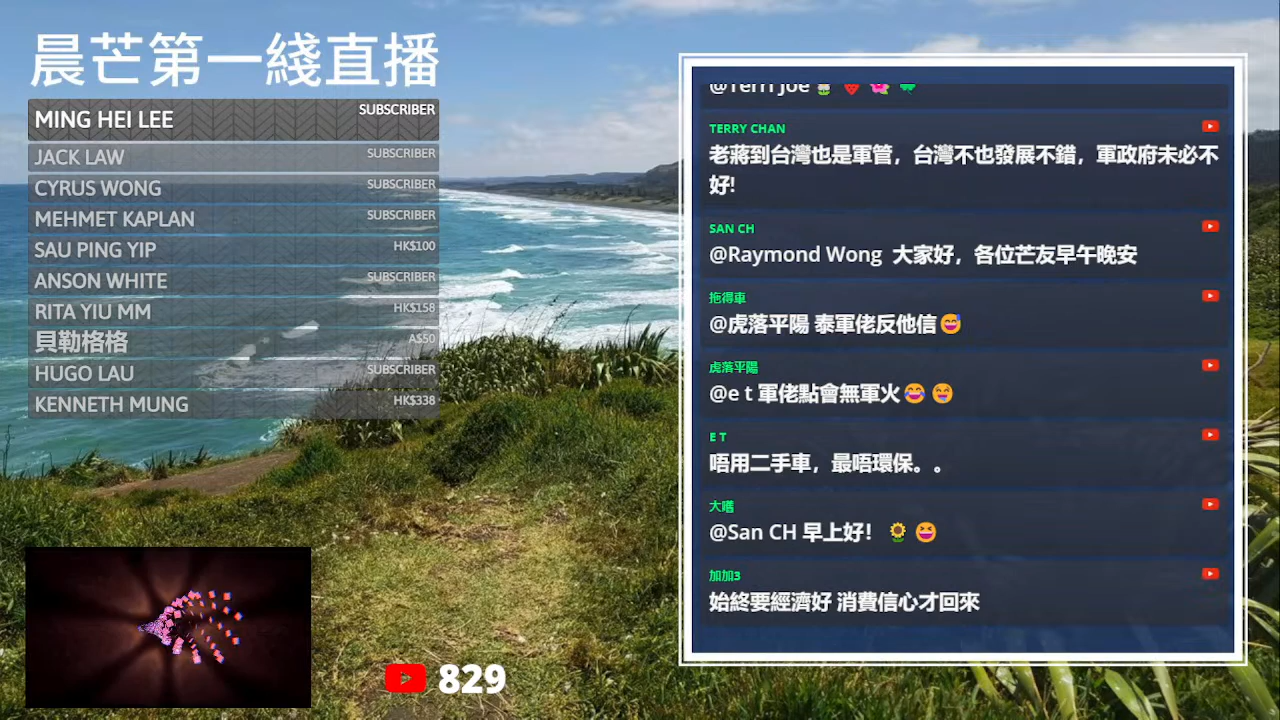 晨芒第一綫直播
MING HEI LEE SUBSCRIBER
JACK LAW SUBSCRIBER
CYRUS WONG SUBSCRIBER
MEHMET KAPLAN SUBSCRIBER
SAU PING YIP HK$100
ANSON WHITE SUBSCRIBER
RITA YIU MM HK$158
貝勒格格 A$50
HUGO LAU SUBSCRIBER
KENNETH MUNG HK$338
829
@Terri Joe
TERRY CHAN
老蔣到台灣也是軍管，台灣不也發展不錯，軍政府未必不
好!
SAN CH
@Raymond Wong 大家好，各位芒友早午晚安
拖得車
@虎落平陽 泰軍佬反他信😅
虎落平陽
@e t 軍佬點會無軍火😂 🤣
E T
唔用二手車，最唔環保。。
大嚿
@San CH 早上好！ 🌻 😆
加加3
始終要經濟好 消費信心才回來